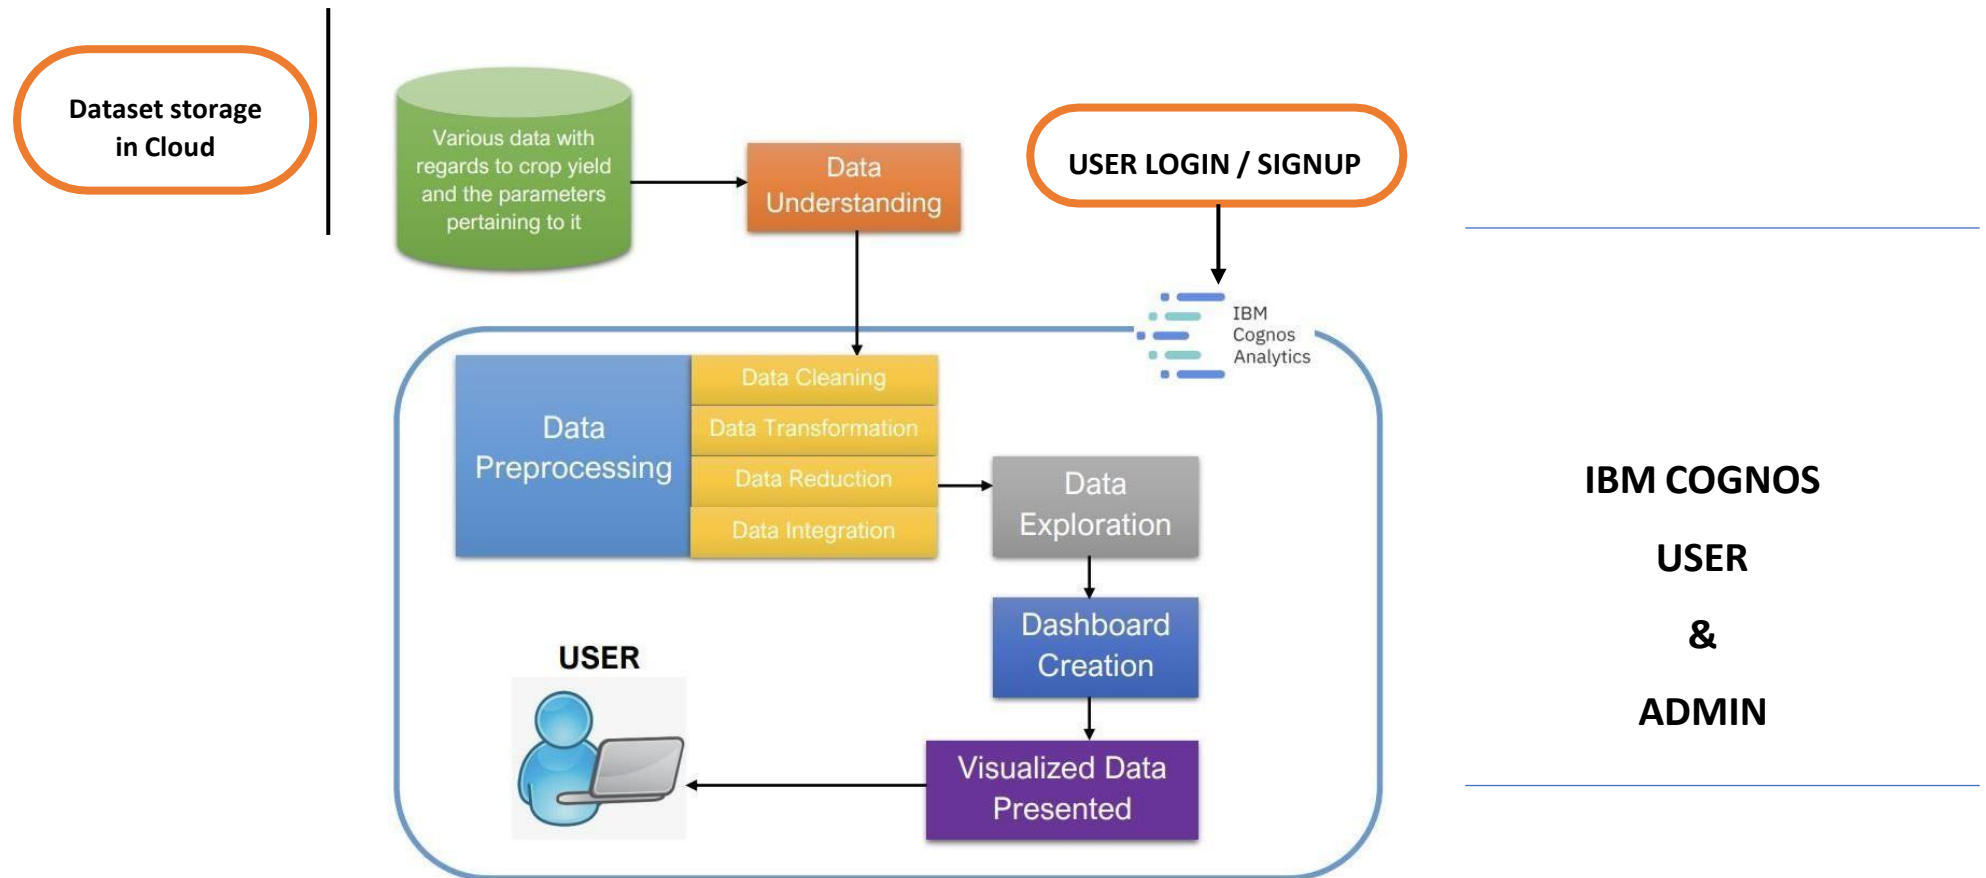 Dataset storage
in Cloud
Various data with
regards to crop yield
and the parameters
pertaining to it
Data
Understanding
USER LOGIN / SIGNUP
IBM
Cognos
Analytics
Data
Preprocessing
Data Cleaning
Data Transformation
Data Reduction
Data Integration
Data
Exploration
Dashboard
Creation
Visualized Data
Presented
USER
IBM COGNOS
USER
&
ADMIN